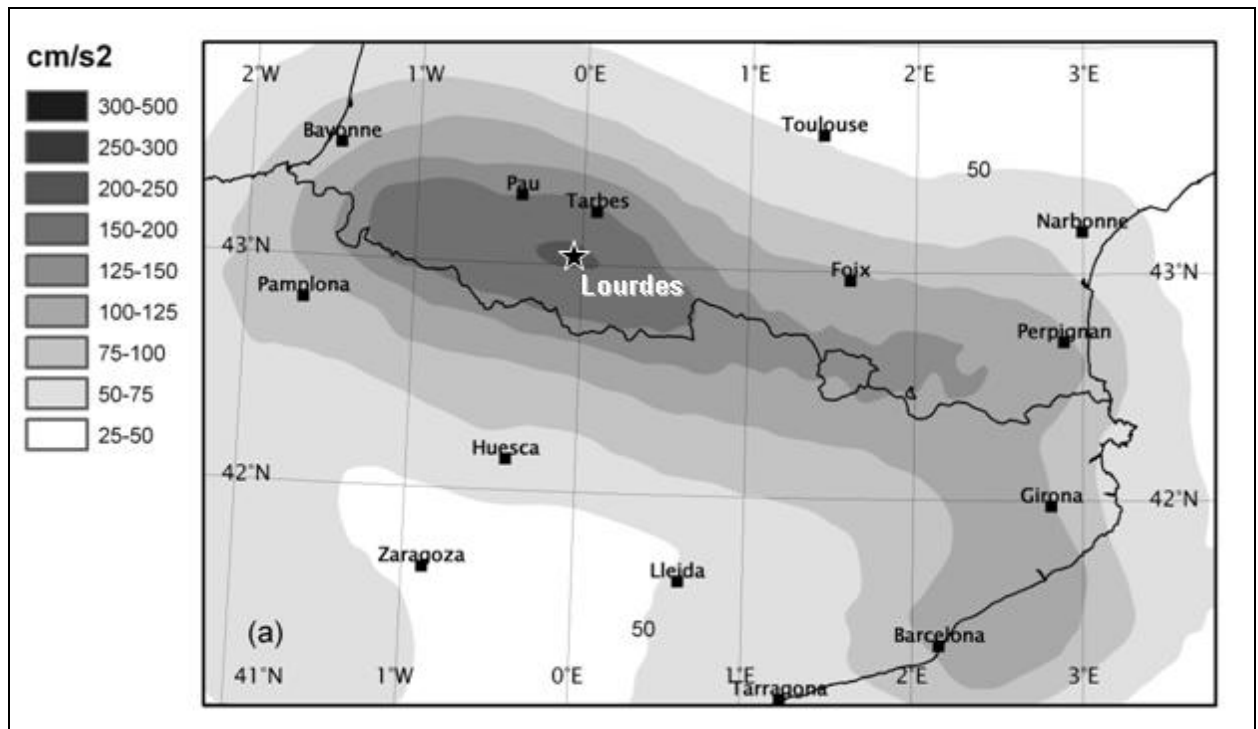 cm/s2
300-500
250-300
200-250
150-200
125-150
100-125
75-100
50-75
25-50
2°W
1°W
0°E
2°E
3°E
Bayonne
Toulouse
50
Pau
Tarbes
Narbonne
43°N
43°N
Foix
Pamplona
Lourdes
Perpignan
Huesca
42°N
42°N
Girona
Zaragoza
Lleida
50
(a)
Barcelona
41°N
1°W
0°E
1°E
2°E
3°E
Tarragona